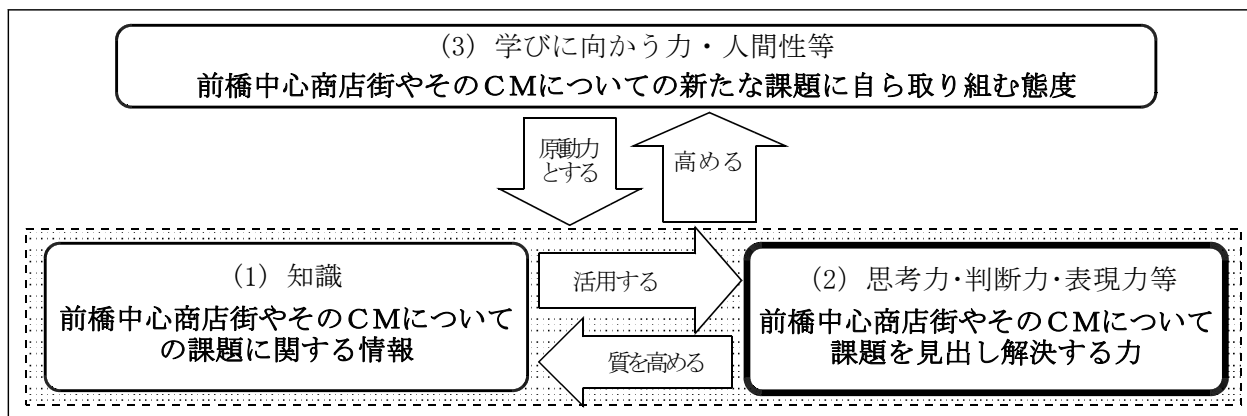 (3) 学びに向かう力・人間性等
前橋中心商店街やそのCMについての新たな課題に自ら取り組む態度
原動力
とする
高める
(1) 知識
前橋中心商店街やそのCMについて
の課題に関する情報
活用する
質を高める
(2) 思考力・判断力・表現力等
前橋中心商店街やそのCMについて
課題を見出し解決する力